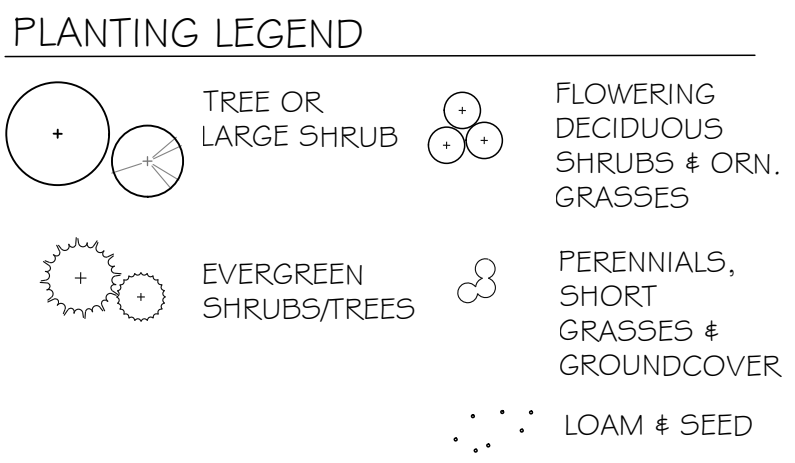 PLANTING LEGEND
TREE OR
LARGE SHRUB
FLOWERING
DECIDUOUS
SHRUBS & ORN.
GRASSES
EVERGREEN
SHRUBS/TREES
PERENNIALS,
SHORT
GRASSES &
GROUNDCOVER
LOAM & SEED